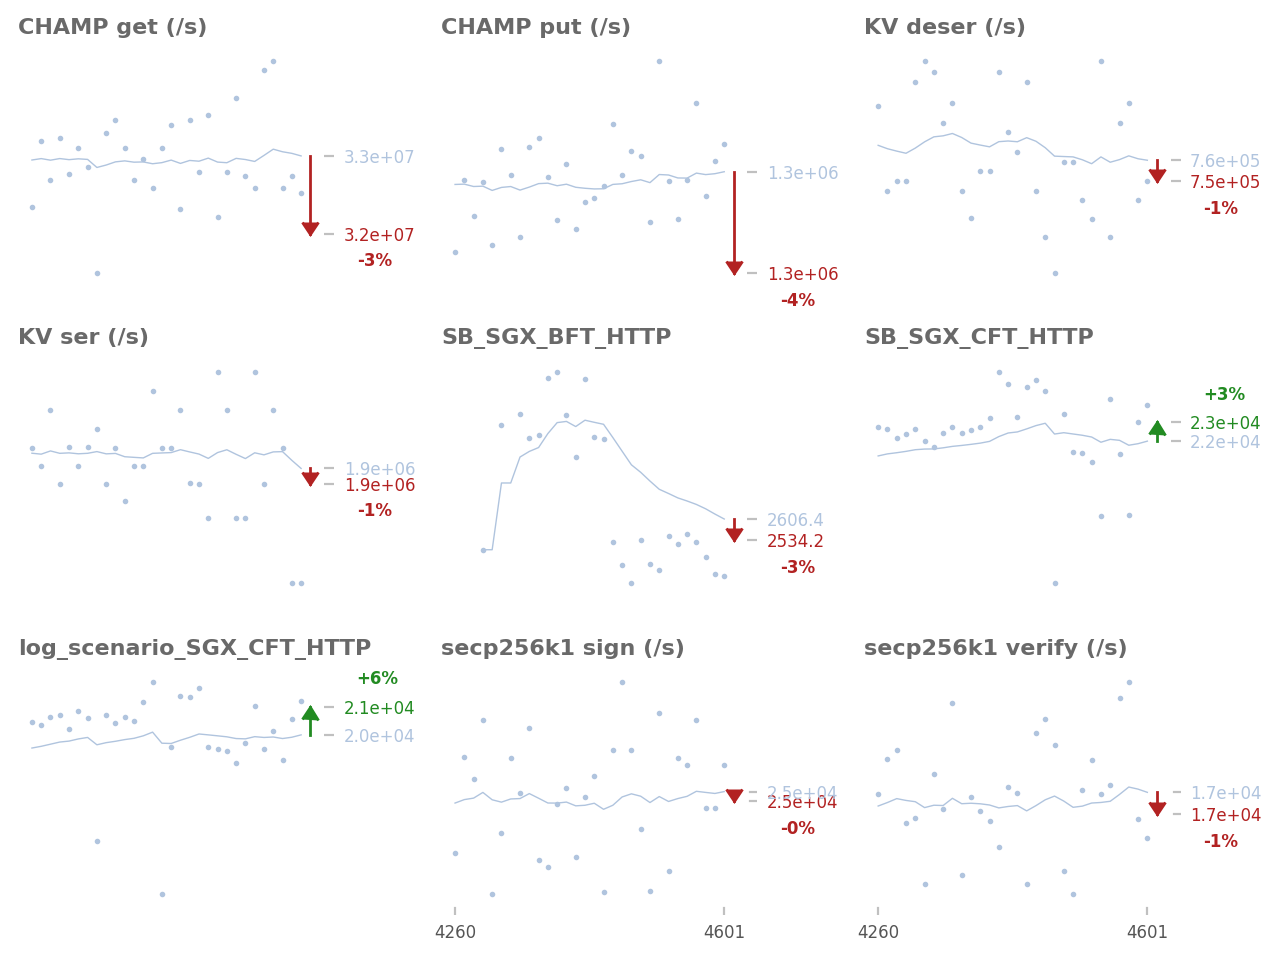 CHAMP get (/s)
3.3e+07
3.2e+07
-3%
CHAMP put (/s)
1.3e+06
1.3e+06
-4%
KV deser (/s)
7.6e+05
7.5e+05
-1%
KV ser (/s)
1.9e+06
1.9e+06
-1%
SB_SGX_BFT_HTTP
2606.4
2534.2
-3%
SB_SGX_CFT_HTTP
+3%
2.3e+04
2.2e+04
log_scenario_SGX_CFT_HTTP
+6%
2.1e+04
2.0e+04
secp256k1 sign (/s)
2.5e+04
2.5e+04
-0%
4260
4601
secp256k1 verify (/s)
1.7e+04
1.7e+04
-1%
4260
4601